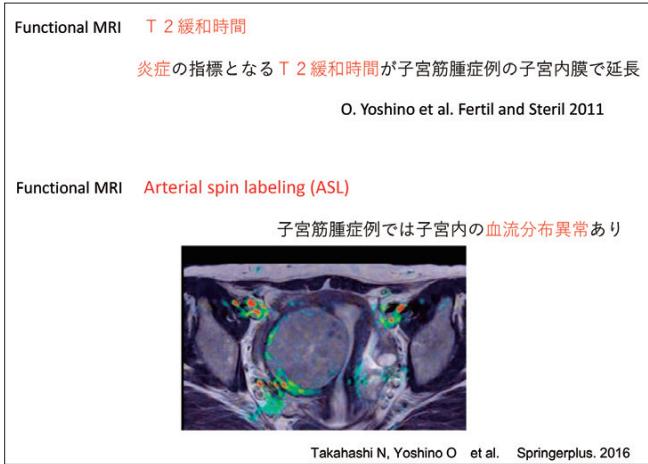 Functional MRI T2緩和時間
炎症の指標となるT2緩和時間が子宮筋腫症例の子宮内膜で延長
O. Yoshino et al. Fertil and Steril 2011
Functional MRI Arterial spin labeling (ASL)
子宮筋腫症例では子宮内の血流分布異常あり
Takahashi N, Yoshino O et al. Springerplus. 2016